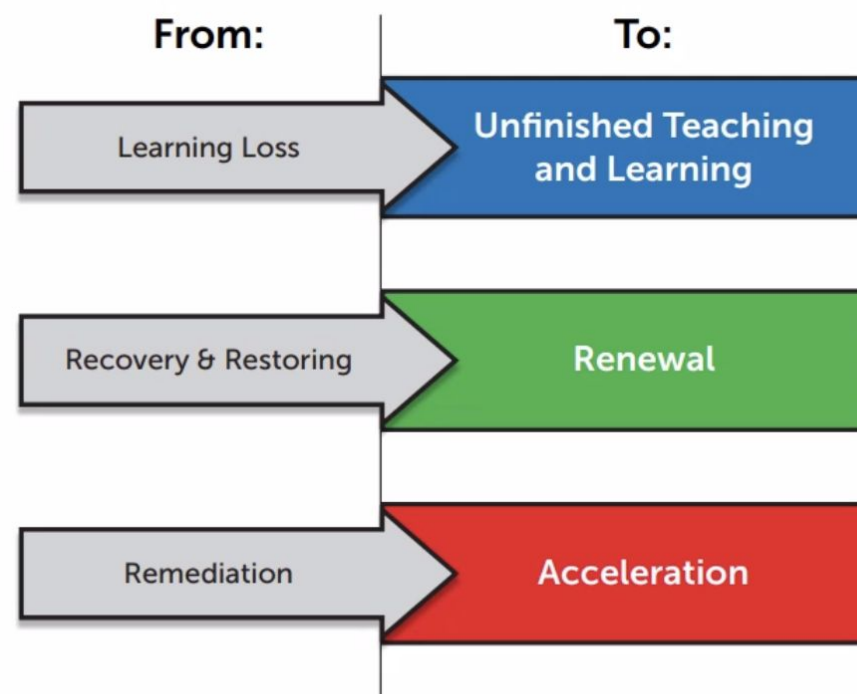 From:
To:
Learning Loss
Unfinished Teaching
and Learning
Recovery & Restoring
Renewal
Remediation
Acceleration